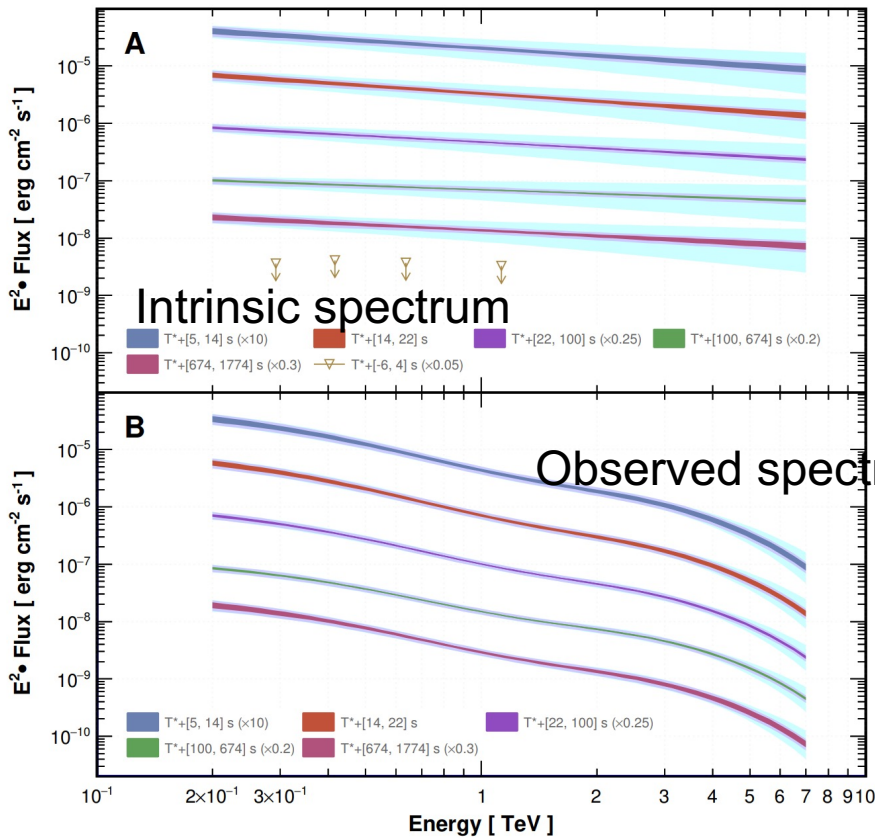 A
10⁻⁵
10⁻⁶
10⁻⁷
10⁻⁸
10⁻⁹
10⁻¹⁰
E²• Flux [ erg cm⁻² s⁻¹ ]
Intrinsic spectrum
T*+[5, 14] s (×10) T*+[14, 22] s T*+[22, 100] s (×0.25) T*+[100, 674] s (×0.2)
T*+[674, 1774] s (×0.3) T*+[-6, 4] s (×0.05)
B
Observed spectr
10⁻⁵
10⁻⁶
10⁻⁷
10⁻⁸
10⁻⁹
10⁻¹⁰
E²• Flux [ erg cm⁻² s⁻¹ ]
T*+[5, 14] s (×10) T*+[14, 22] s T*+[22, 100] s (×0.25)
T*+[100, 674] s (×0.2) T*+[674, 1774] s (×0.3)
10⁻¹ 2×10⁻¹ 3×10⁻¹ 1 2 3 4 5 6 7 8 9 10
Energy [ TeV ]